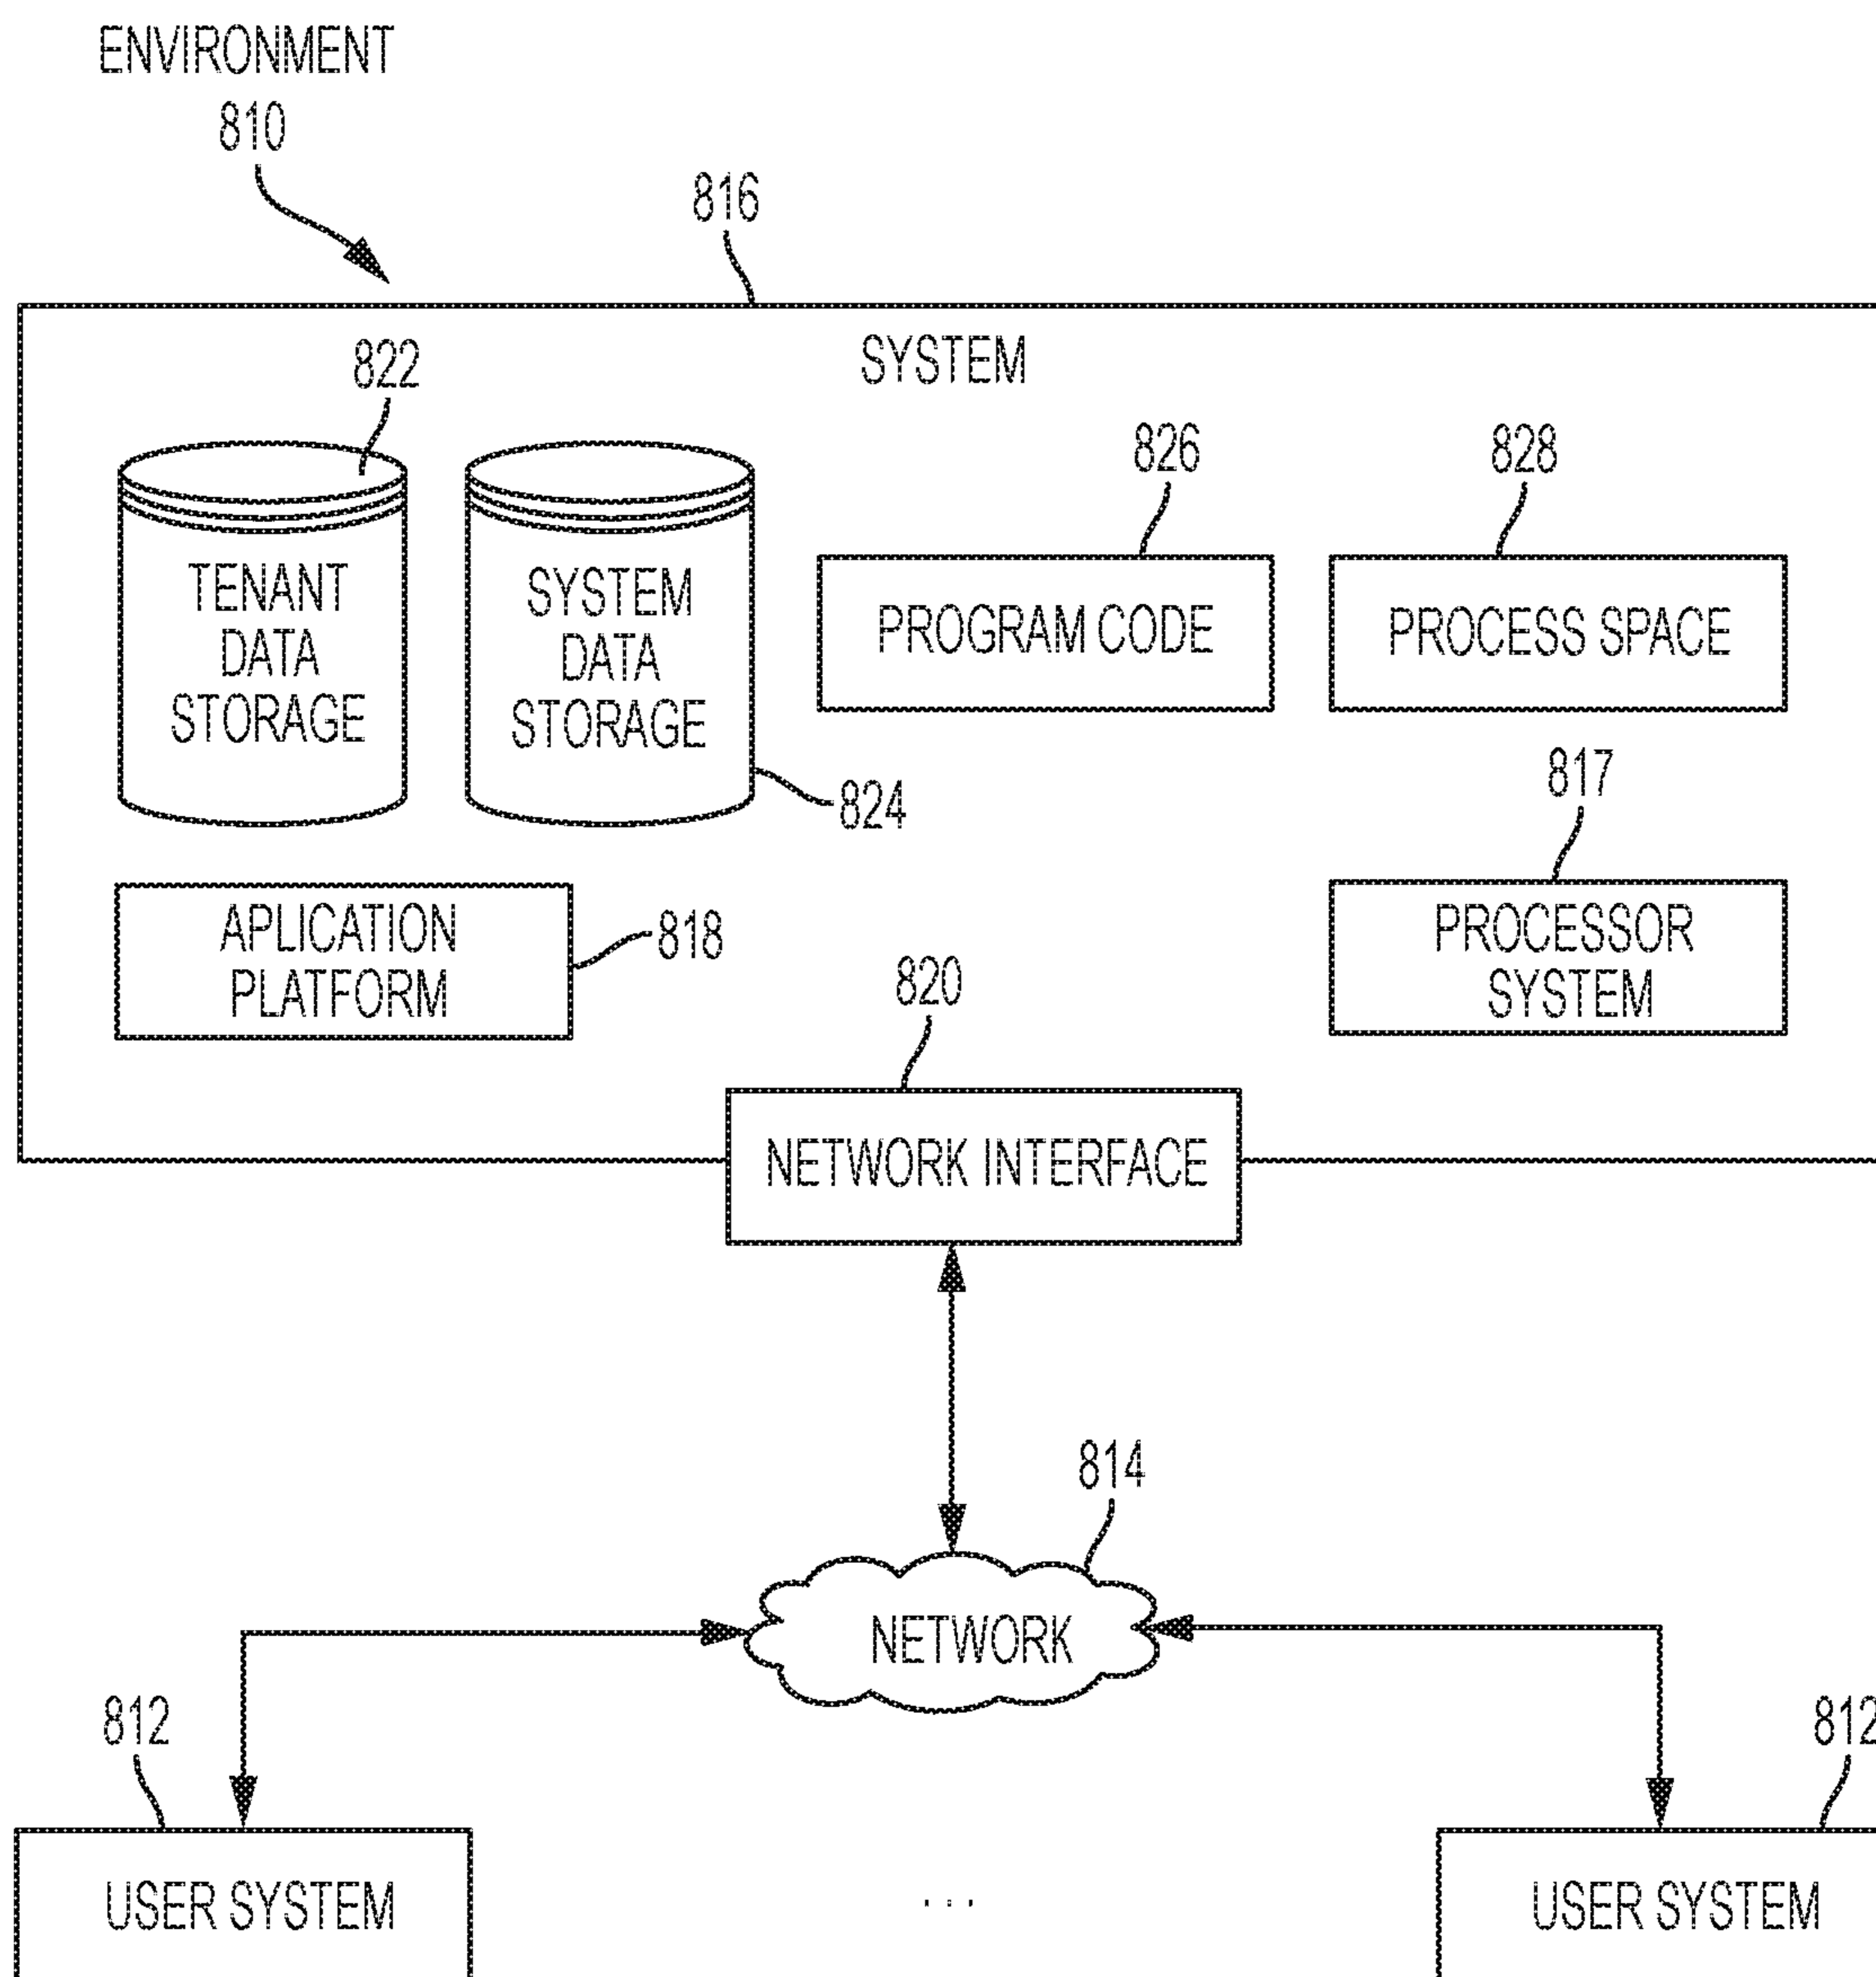 ENVIRONMENT
810
816
SYSTEM
822
826
828
TENANT
DATA
STORAGE
SYSTEM
DATA
STORAGE
PROGRAM CODE
PROCESS SPACE
824
817
APLICATION
PLATFORM
818
PROCESSOR
SYSTEM
820
NETWORK INTERFACE
814
NETWORK
812
812
USER SYSTEM
. . .
USER SYSTEM